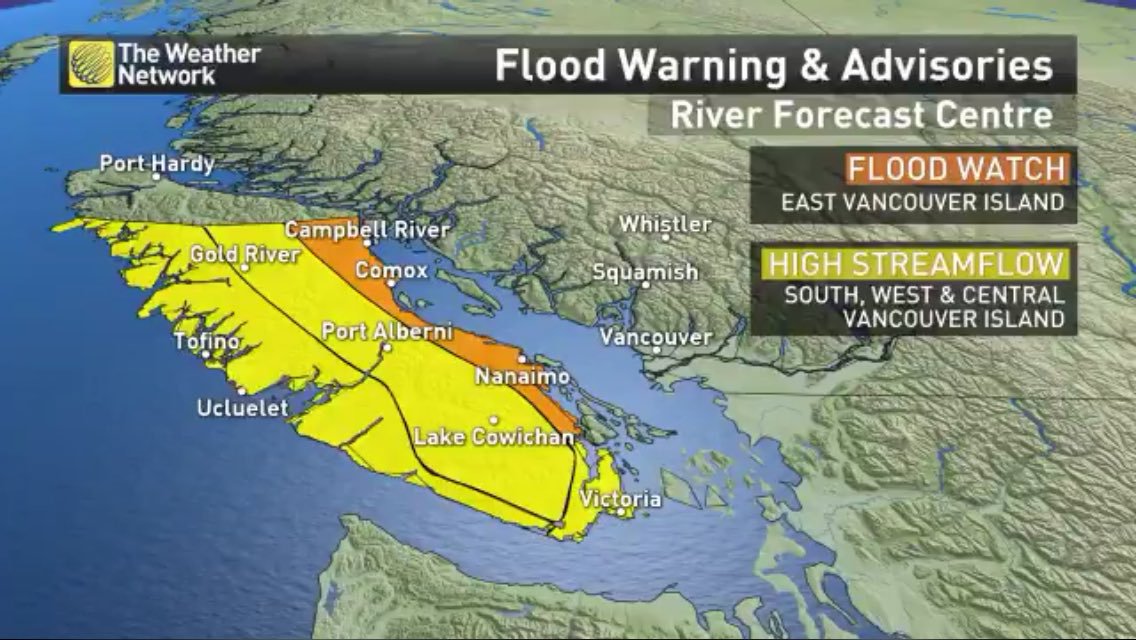 The Weather
Network
Flood Warning & Advisories
River Forecast Centre
FLOOD WATCH
EAST VANCOUVER ISLAND
HIGH STREAMFLOW
SOUTH, WEST & CENTRAL
VANCOUVER ISLAND
Port Hardy
Campbell River
Whistler
Gold River
Comox
Squamish
Tofino
Port Alberni
Vancouver
Nanaimo
Ucluelet
Lake Cowichan
Victoria